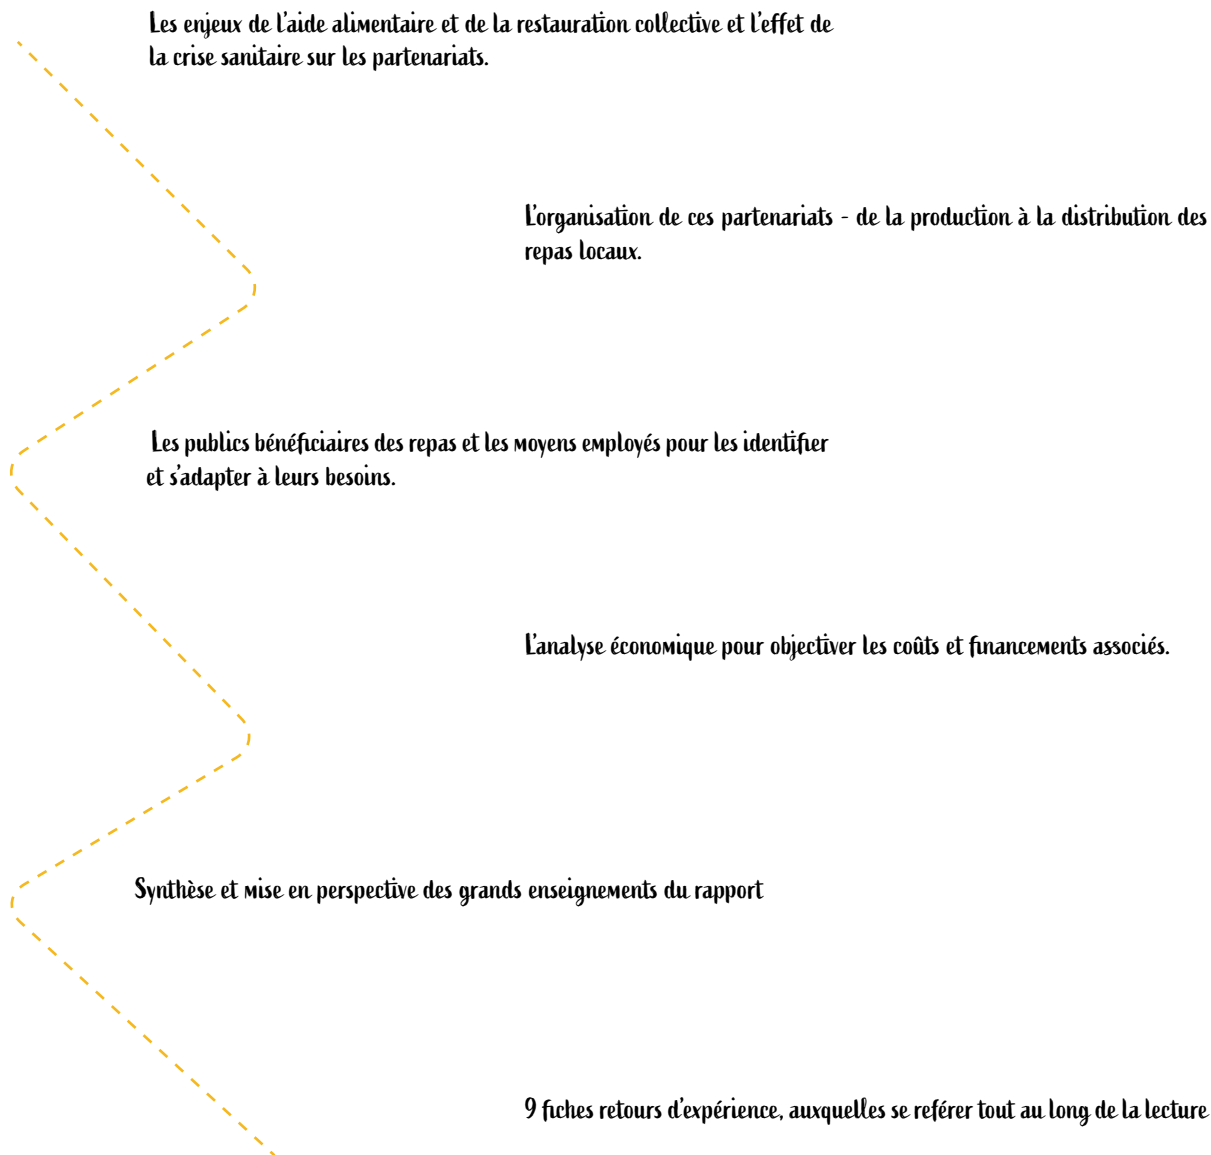 Les enjeux de l'aide alimentaire et de la restauration collective et l'effet de
la crise sanitaire sur les partenariats.
L'organisation de ces partenariats - de la production à la distribution des
repas locaux.
Les publics bénéficiaires des repas et les moyens employés pour les identifier
et s'adapter à leurs besoins.
L'analyse économique pour objectiver les coûts et financements associés.
Synthèse et mise en perspective des grands enseignements du rapport
9 fiches retours d'expérience, auxquelles se reférer tout au long de la lecture